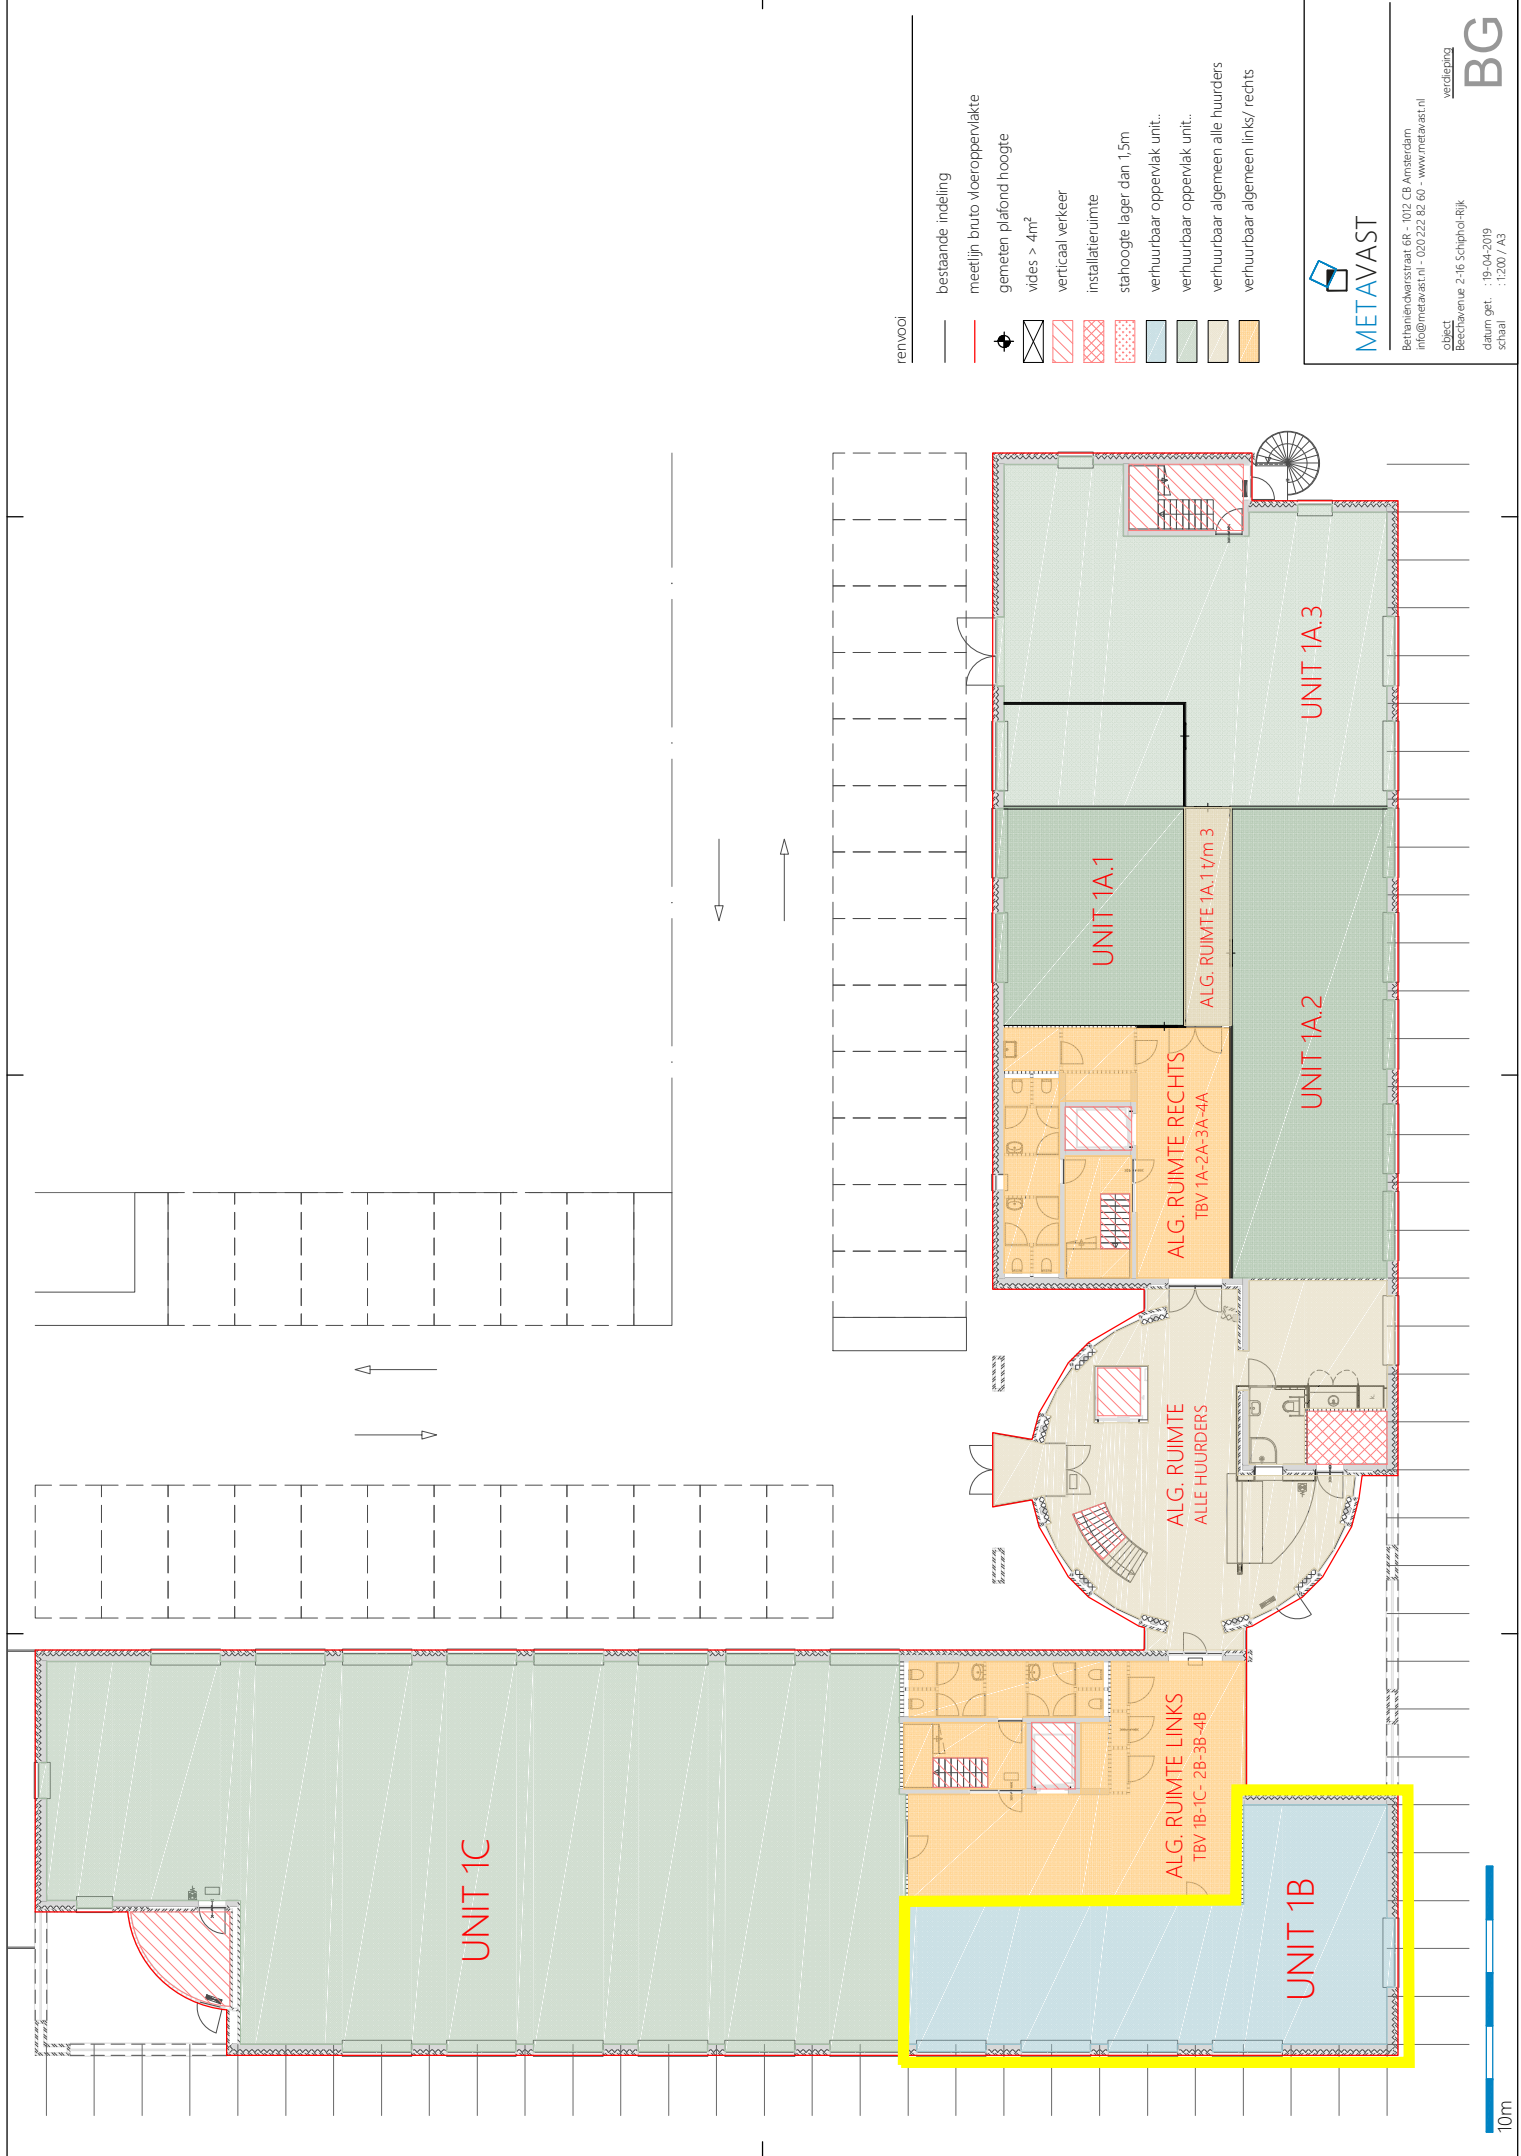 renvooi
bestaande indeling
meetlijn bruto vloeroppervlakte
gemeten plafond hoogte
vides > 4m²
verticaal verkeer
installatieruimte
stahoogte lager dan 1,5m
verhuurbaar oppervlak unit..
verhuurbaar oppervlak unit..
verhuurbaar algemeen alle huurders
verhuurbaar algemeen links/ rechts
METAVAST
Bethaniëndwarsstraat 6R - 1012 CB Amsterdam
info@metavast.nl - 020 222 82 60 - www.metavast.nl
object
Beechavenue 2-16 Schiphol-Rijk
datum get. : 19-04-2019
schaal : 1:200 / A3
verdieping
BG
UNIT 1A.3
UNIT 1A.1
ALG. RUIMTE 1A.1 t/m 3
UNIT 1A.2
ALG. RUIMTE RECHTS
TBV 1A-2A-3A-4A
ALG. RUIMTE
ALLE HUURDERS
ALG. RUIMTE LINKS
TBV 1B-1C- 2B-3B-4B
UNIT 1C
UNIT 1B
10m